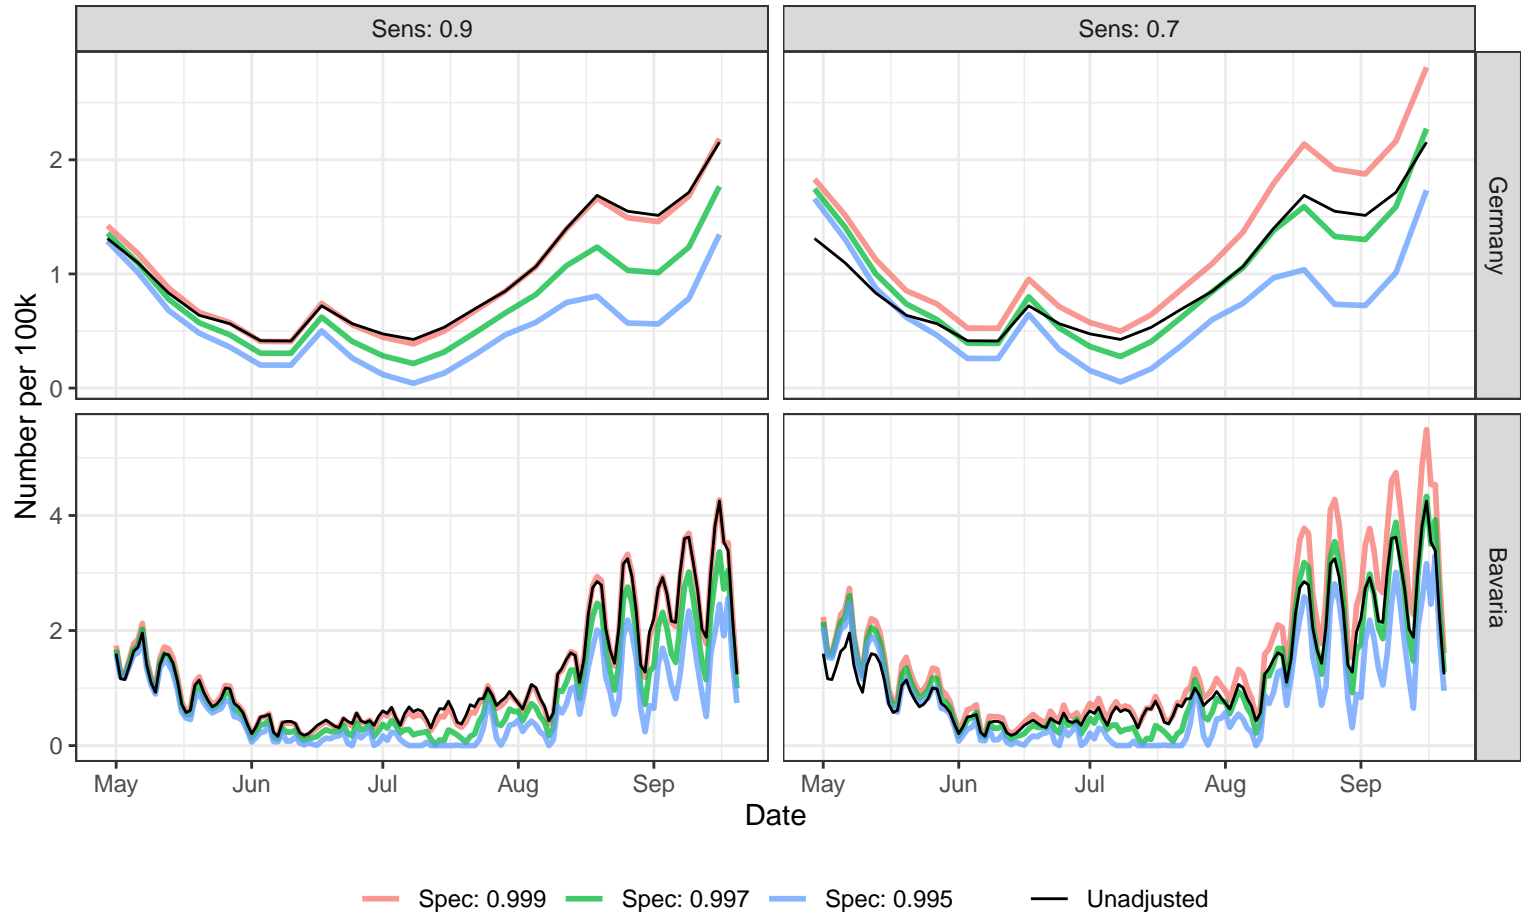 Sens: 0.9
Sens: 0.7
Number per 100k
2
1
0
Germany
4
2
0
Bavaria
May Jun Jul Aug Sep
May Jun Jul Aug Sep
Date
Spec: 0.999 Spec: 0.997 Spec: 0.995 Unadjusted